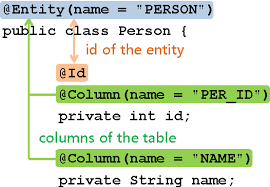 @Entity(name = "PERSON")
public class Person {
id of the entity
@Id
@Column(name = "PER_ID")
private int id;
columns of the table
@Column(name = "NAME")
private String name;